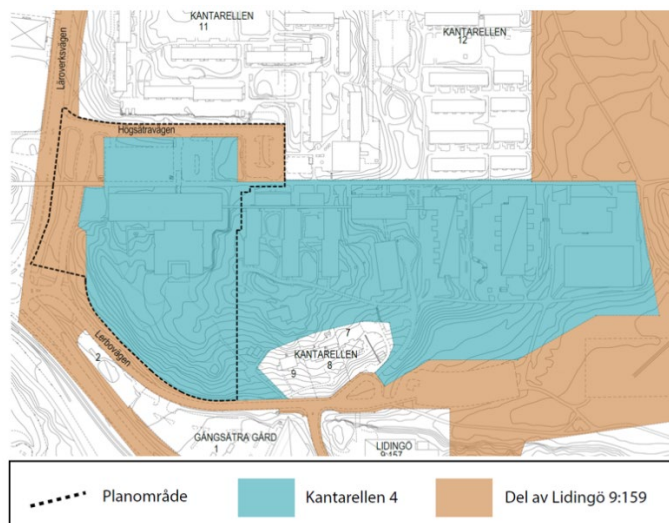 KANTARELLEN
11
KANTARELLEN
12
Läroverksvägen
Högsätravägen
Lerbovägen
2
7
KANTARELLEN
8
9
GÅNGSÄTRA GÅRD
1
LIDINGÖ
9:157
Planområde
Kantarellen 4
Del av Lidingö 9:159